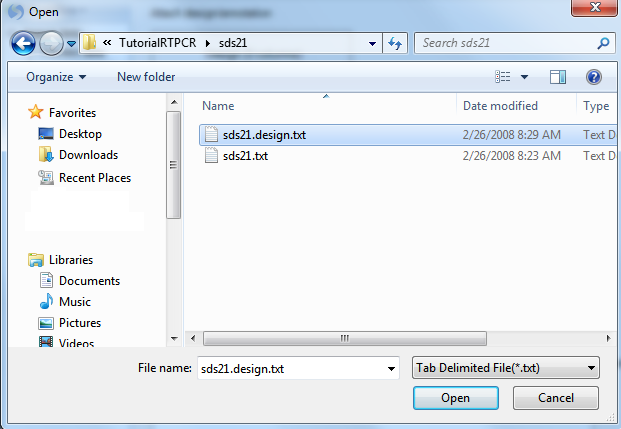 Open
« TutorialRTPCR ▸ sds21
Search sds21
Organize
New folder
Name Date modified Type
sds21.design.txt 2/26/2008 8:29 AM Text D
sds21.txt 2/26/2008 8:23 AM Text D
Favorites
Desktop
Downloads
Recent Places
Libraries
Documents
Music
Pictures
Videos
File name: sds21.design.txt
Tab Delimited File(*.txt)
Open
Cancel